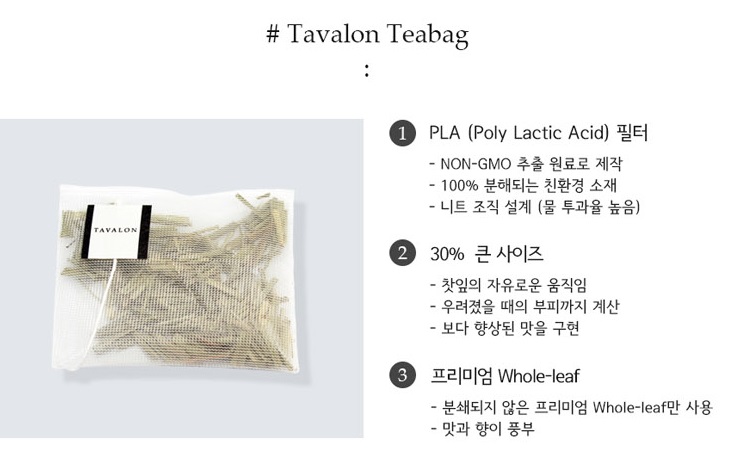 # Tavalon Teabag
:
TAVALON
1 PLA (Poly Lactic Acid) 필터
- NON-GMO 추출 원료로 제작
- 100% 분해되는 친환경 소재
- 니트 조직 설계 (물 투과율 높음)
2 30% 큰 사이즈
- 찻잎의 자유로운 움직임
- 우려졌을 때의 부피까지 계산
- 보다 향상된 맛을 구현
3 프리미엄 Whole-leaf
- 분쇄되지 않은 프리미엄 Whole-leaf만 사용
- 맛과 향이 풍부